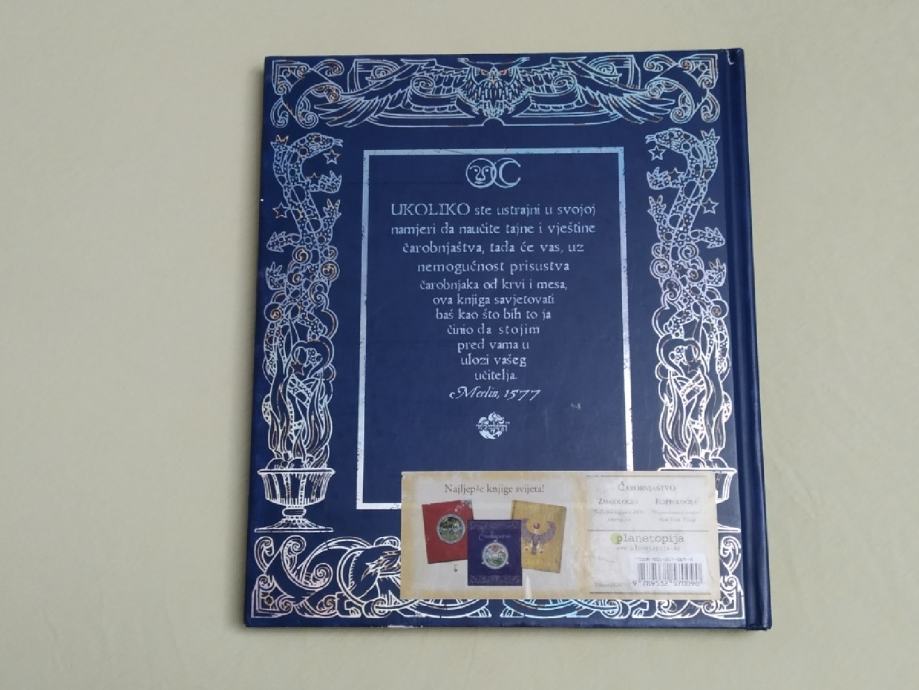 UKOLIKO ste ustrajni u svojoj
namjeri da naučite tajne i vještine
čarobnjaštva, tada će vas, uz
nemogućnost prisustva
čarobnjaka od krvi i mesa,
ova knjiga savjetovati
baš kao što bih to ja
činio da stojim
pred vama u
ulozi vašeg
učitelja.
Merlin, 1577
Najljepše knjige svijeta!
ČAROBNJAŠTVO
planetopija